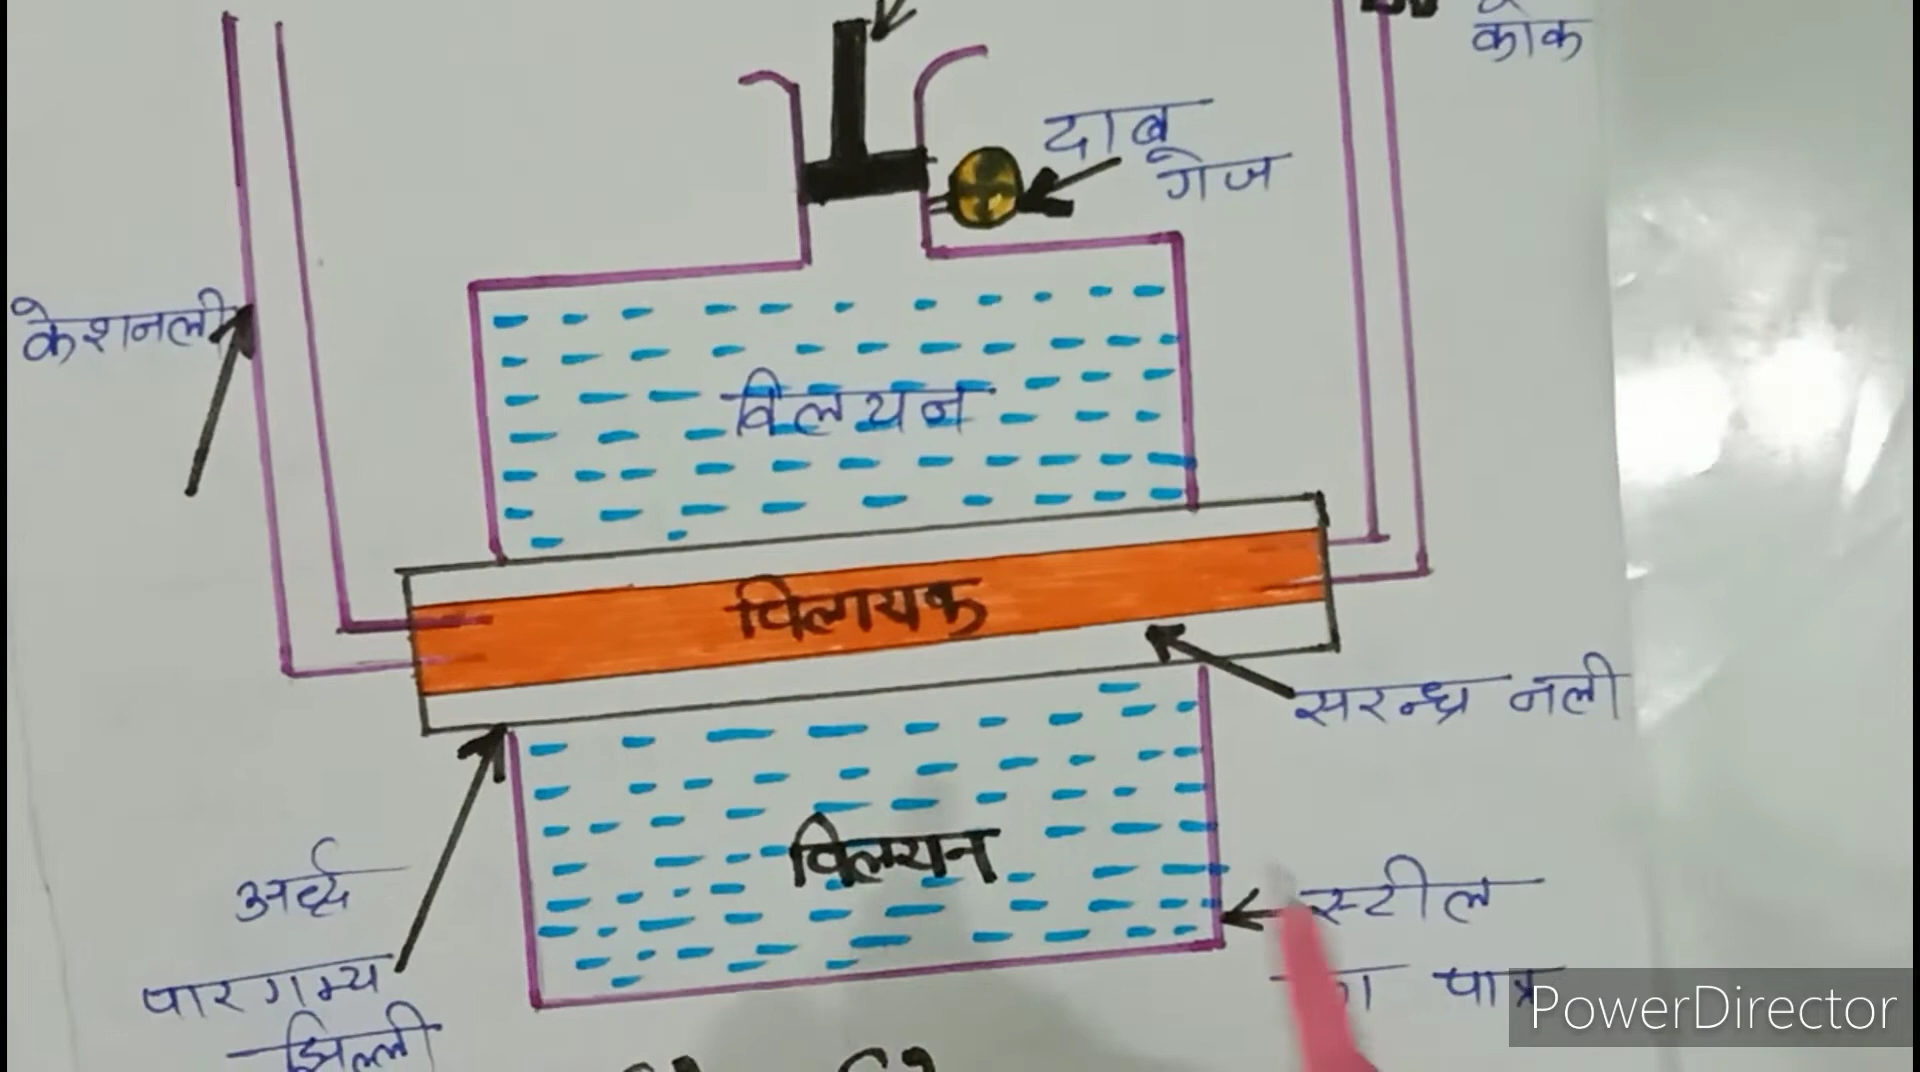 कॉक
दाब
गेज
केशनली
विलयन
विलायक
सरन्ध्र नली
विलयन
अर्ध्द
पारगम्य
झिल्ली
स्टील
का पात्र
PowerDirector